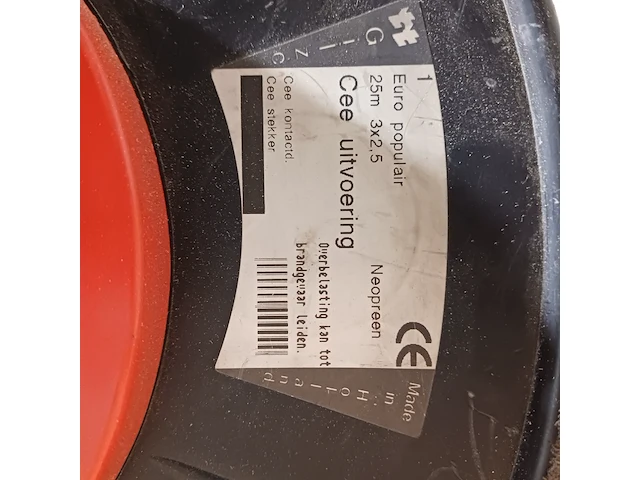 1
Euro populair
25m 3x2,5 Neopreen
Cee uitvoering
Cee kontactd.
Cee stekker
Overbelasting kan tot
brandgevaar leiden.
CE
Made
in
Holland